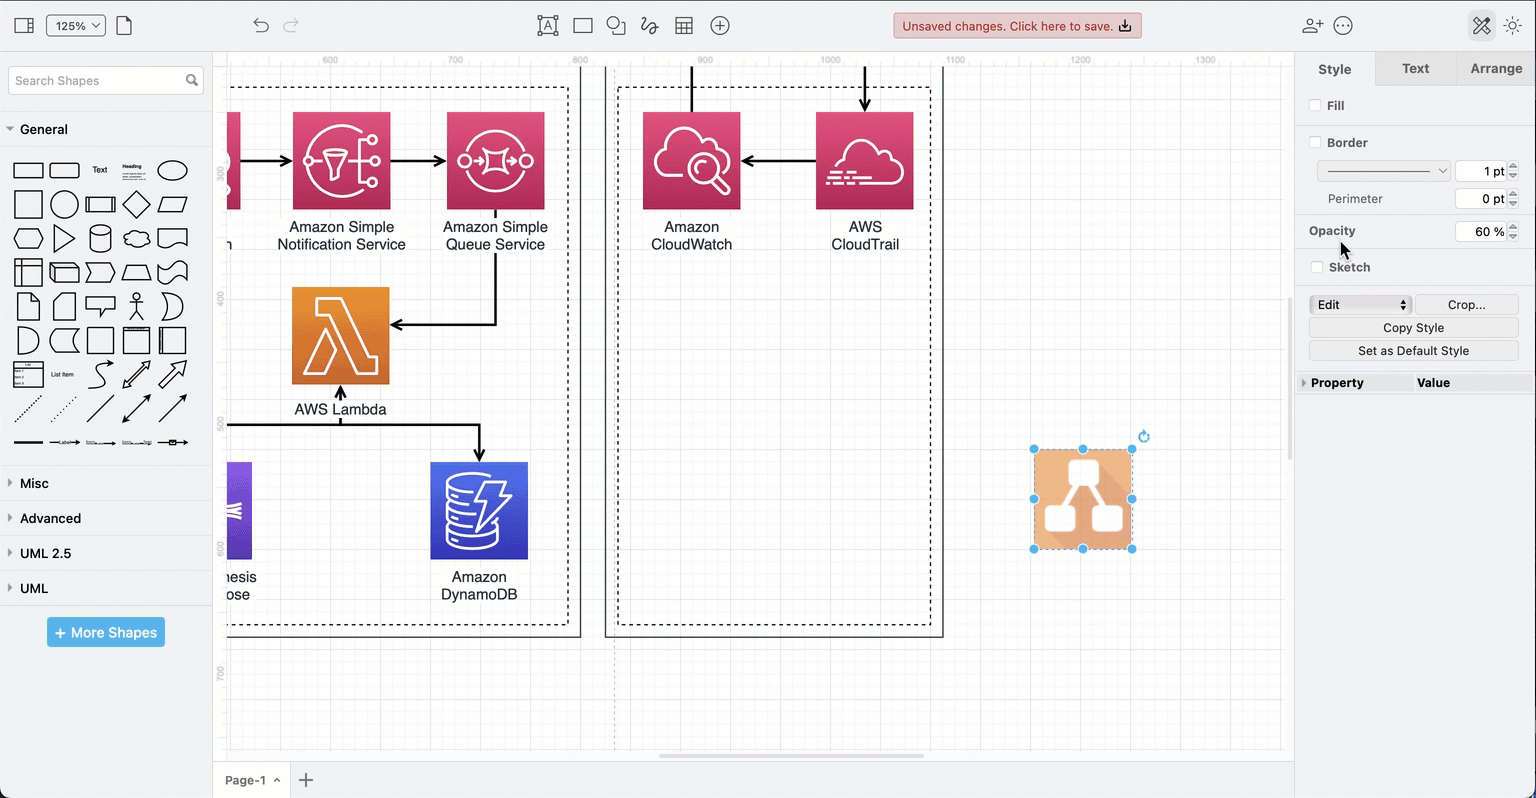 125%
Unsaved changes. Click here to save.
Search Shapes
General
Text
Heading
List Item
Misc
Advanced
UML 2.5
UML
+ More Shapes
600
700
800
900
1000
1100
1200
1300
300
400
500
600
700
Amazon Simple
Notification Service
Amazon Simple
Queue Service
Amazon
CloudWatch
AWS
CloudTrail
AWS Lambda
nesis
ose
Amazon
DynamoDB
Page-1
Style
Text
Arrange
Fill
Border
1 pt
Perimeter
0 pt
Opacity
60 %
Sketch
Edit
Crop...
Copy Style
Set as Default Style
Property
Value